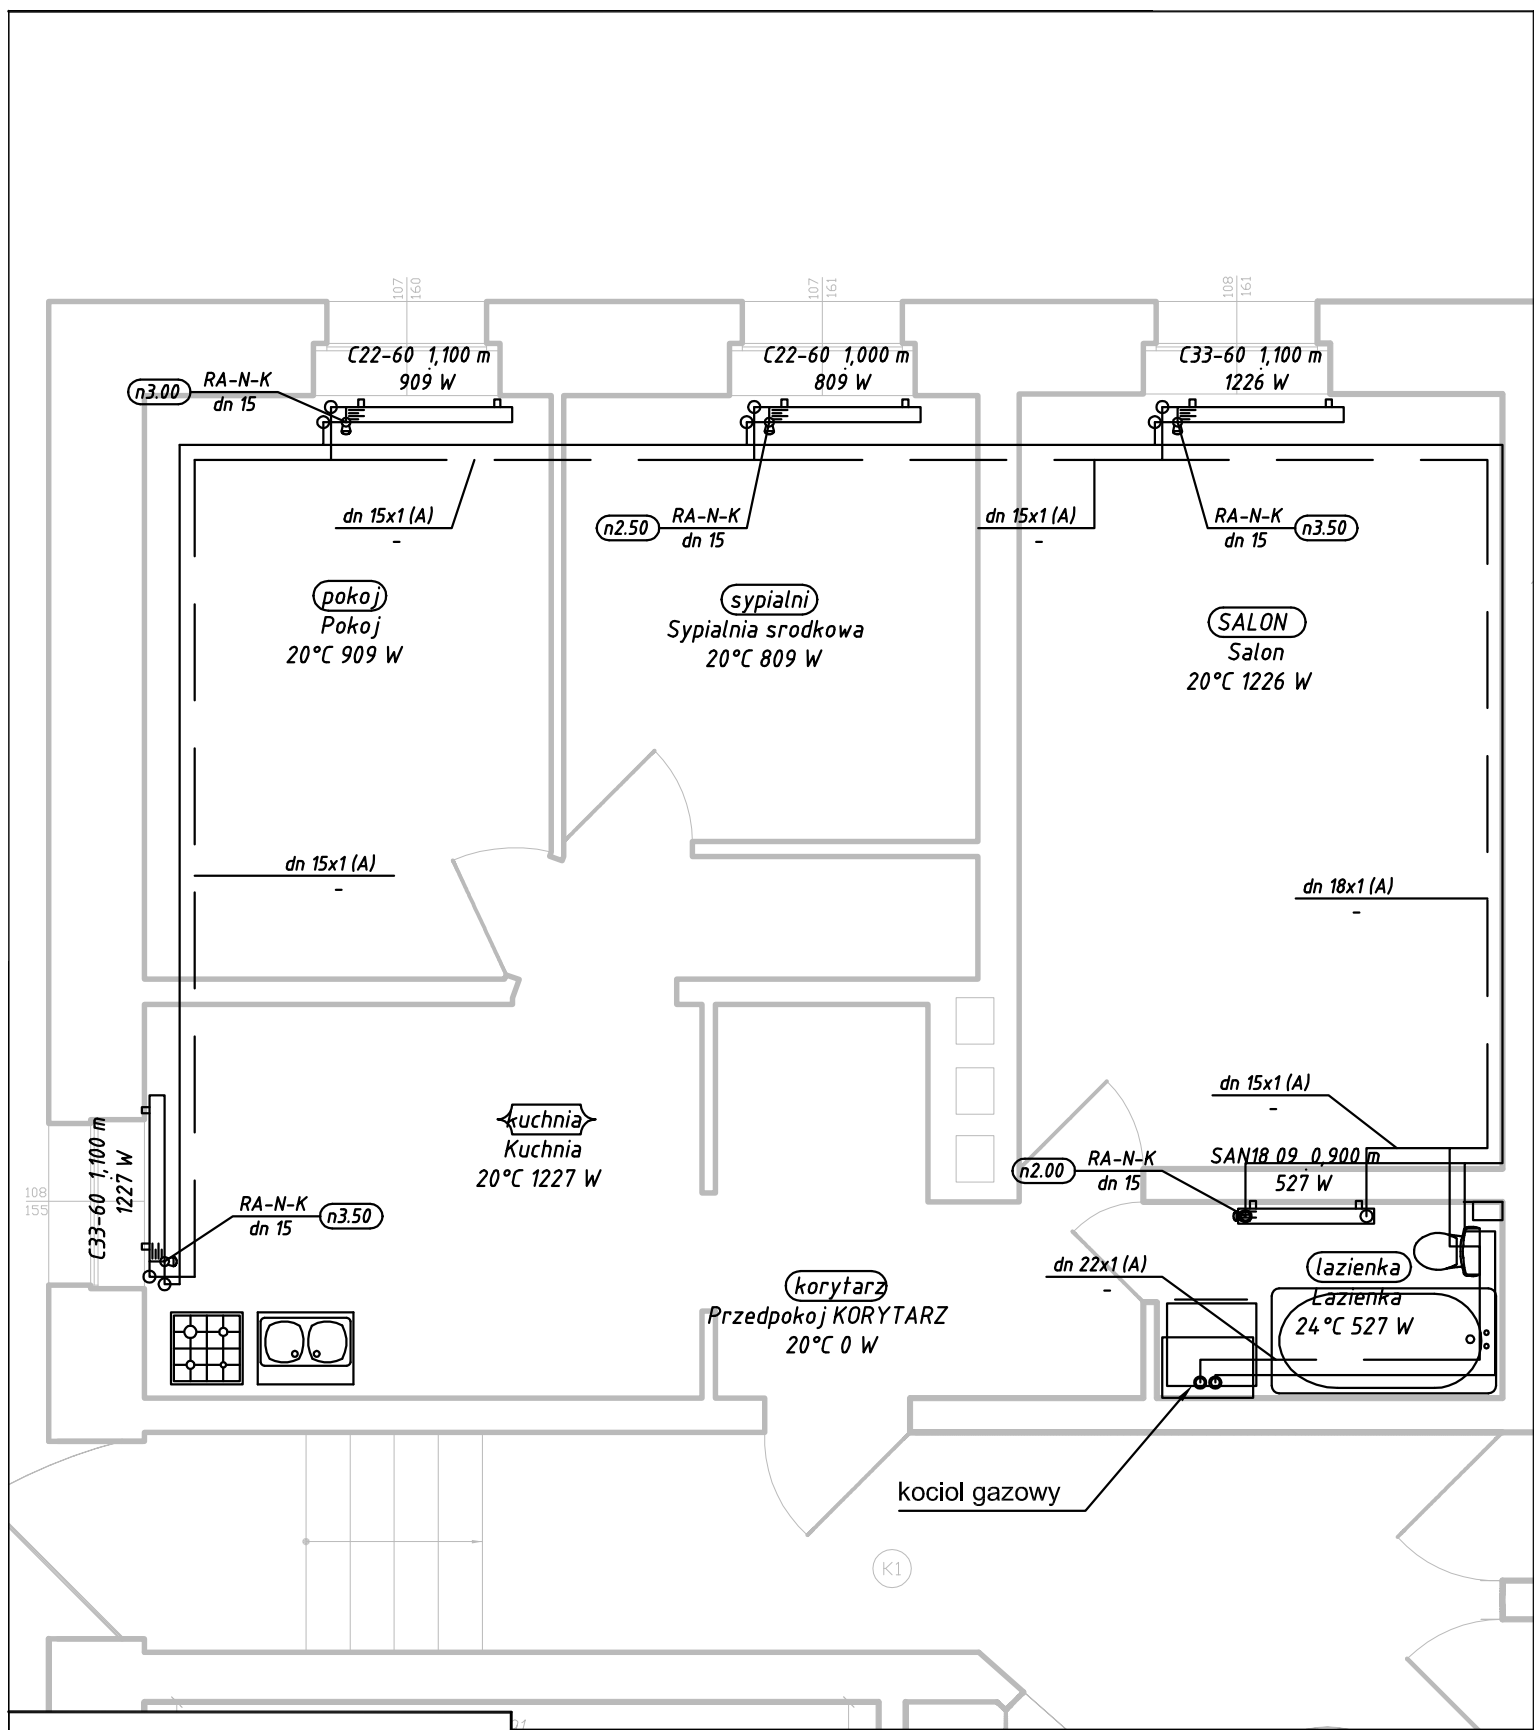 107
160
107
161
108
161
C22-60 1,100 m
909 W
C22-60 1,000 m
809 W
C33-60 1,100 m
1226 W
n3.00
RA-N-K
dn 15
dn 15x1 (A)
-
n2.50
RA-N-K
dn 15
dn 15x1 (A)
-
RA-N-K
dn 15
n3.50
pokoj
Pokoj
20°C 909 W
sypialni
Sypialnia srodkowa
20°C 809 W
SALON
Salon
20°C 1226 W
dn 15x1 (A)
-
dn 18x1 (A)
-
dn 15x1 (A)
-
kuchnia
Kuchnia
20°C 1227 W
C33-60 1,100 m
1227 W
108
155
RA-N-K
dn 15
n3.50
n2.00
RA-N-K
dn 15
SAN18 09 0,900 m
527 W
dn 22x1 (A)
-
lazienka
Lazienka
24°C 527 W
korytarz
Przedpokoj KORYTARZ
20°C 0 W
kociol gazowy
K1